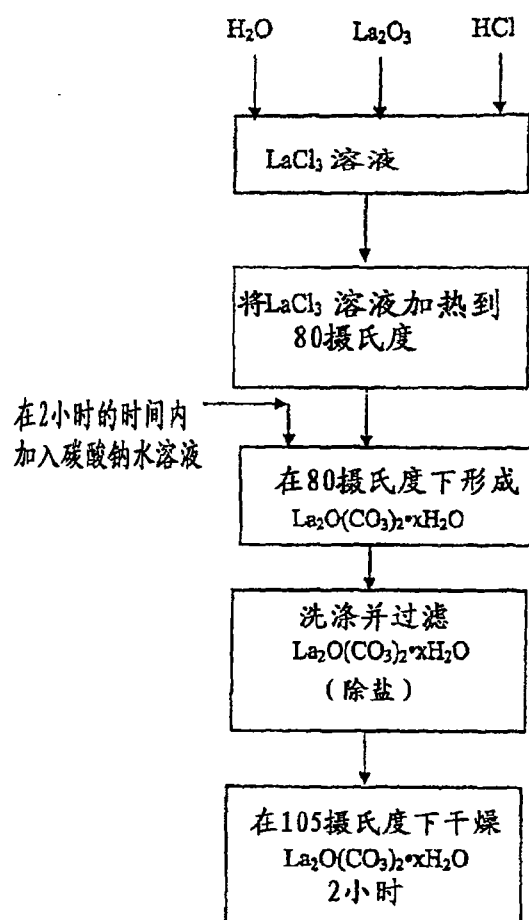 H₂O La₂O₃ HCl
LaCl₃ 溶液
将LaCl₃ 溶液加热到
80摄氏度
在2小时的时间内
加入碳酸钠水溶液
在80摄氏度下形成
La₂O(CO₃)₂•xH₂O
洗涤并过滤
La₂O(CO₃)₂•xH₂O
（除盐）
在105摄氏度下干燥
La₂O(CO₃)₂•xH₂O
2小时